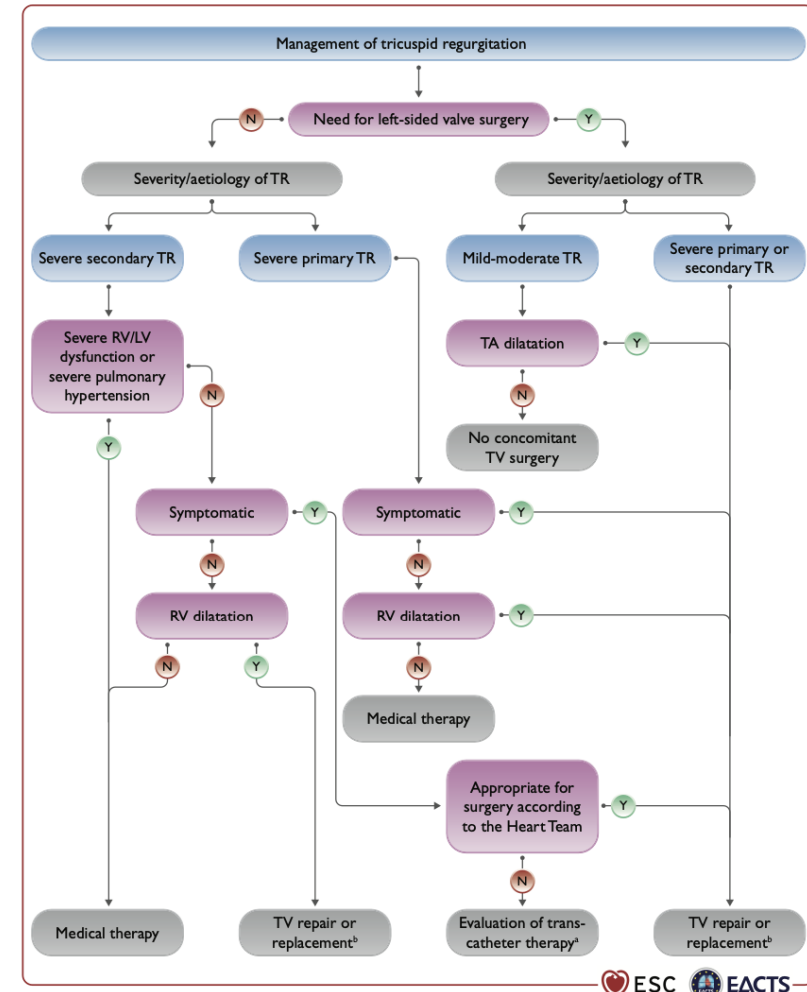 Management of tricuspid regurgitation
N
Need for left-sided valve surgery
Y
Severity/aetiology of TR
Severity/aetiology of TR
Severe secondary TR
Severe primary TR
Mild-moderate TR
Severe primary or
secondary TR
Severe RV/LV
dysfunction or
severe pulmonary
hypertension
TA dilatation
Y
N
N
Y
No concomitant
TV surgery
Symptomatic
Y
Symptomatic
Y
N
N
RV dilatation
RV dilatation
Y
N
Y
N
Medical therapy
Appropriate for
surgery according
to the Heart Team
Y
N
Medical therapy
TV repair or
replacementᵇ
Evaluation of trans-
catheter therapyᵃ
TV repair or
replacementᵇ
ESC
EACTS